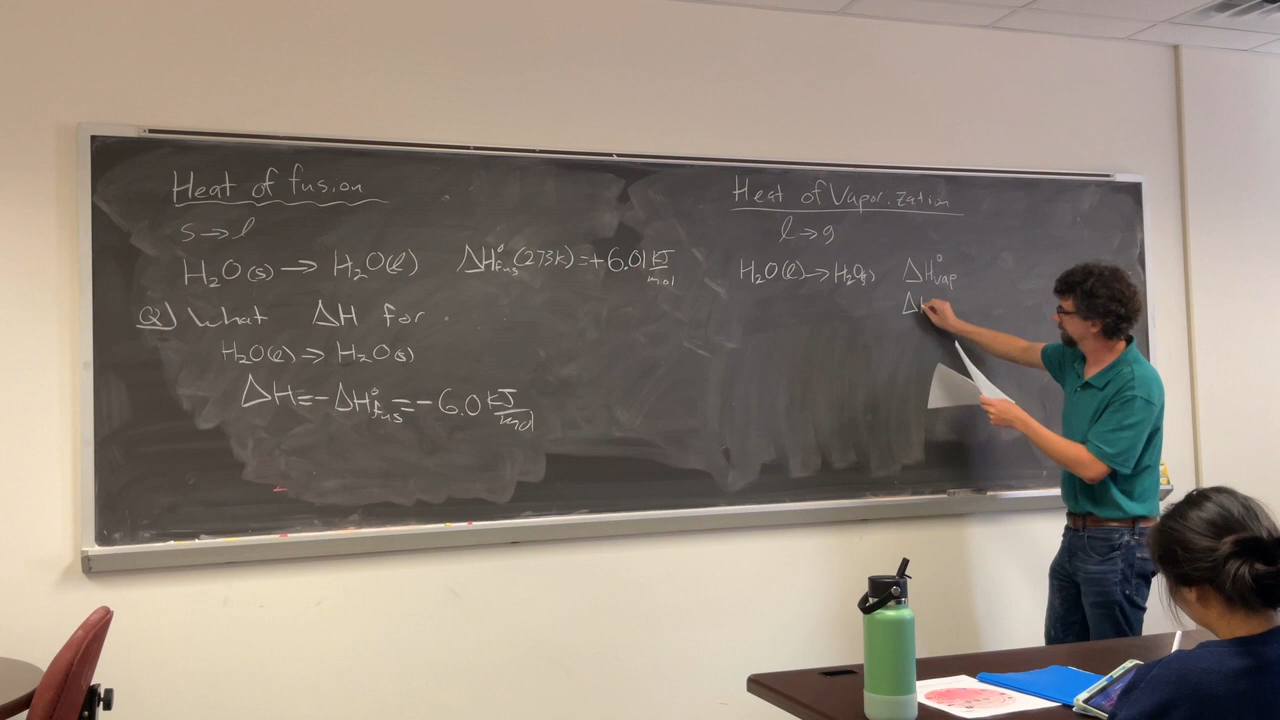 Heat of fusion
s → l
H₂O(s) → H₂O(l) ΔH°fus (273K) = +6.01 kJ/mol
Q) What ΔH for
H₂O(l) → H₂O(s)
ΔH = -ΔH°fus = -6.0 kJ/mol
Heat of Vaporization
l → g
H₂O(l) → H₂O(g) ΔH°vap
Δ